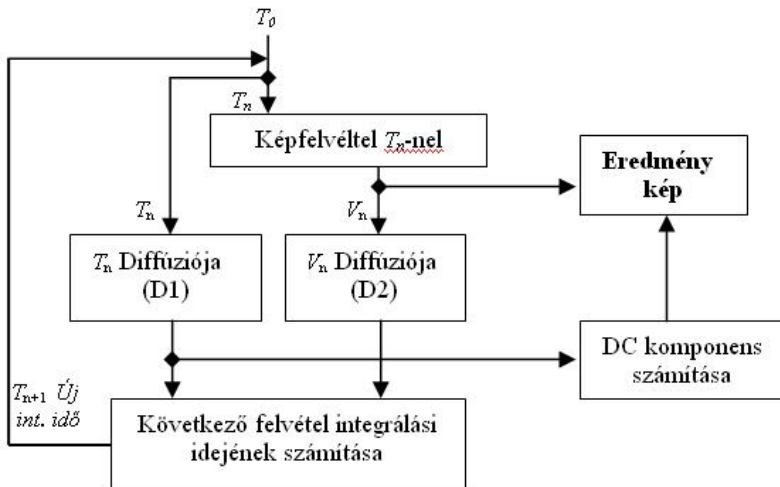 T₀
Tₙ
Képfelvéltel Tₙ-nel
Eredmény
kép
Tₙ
Vₙ
Tₙ Diffúziója
(D1)
Vₙ Diffúziója
(D2)
DC komponens
számítása
Tₙ₊₁ Új
int. idő
Következő felvétel integrálási
idejének számítása